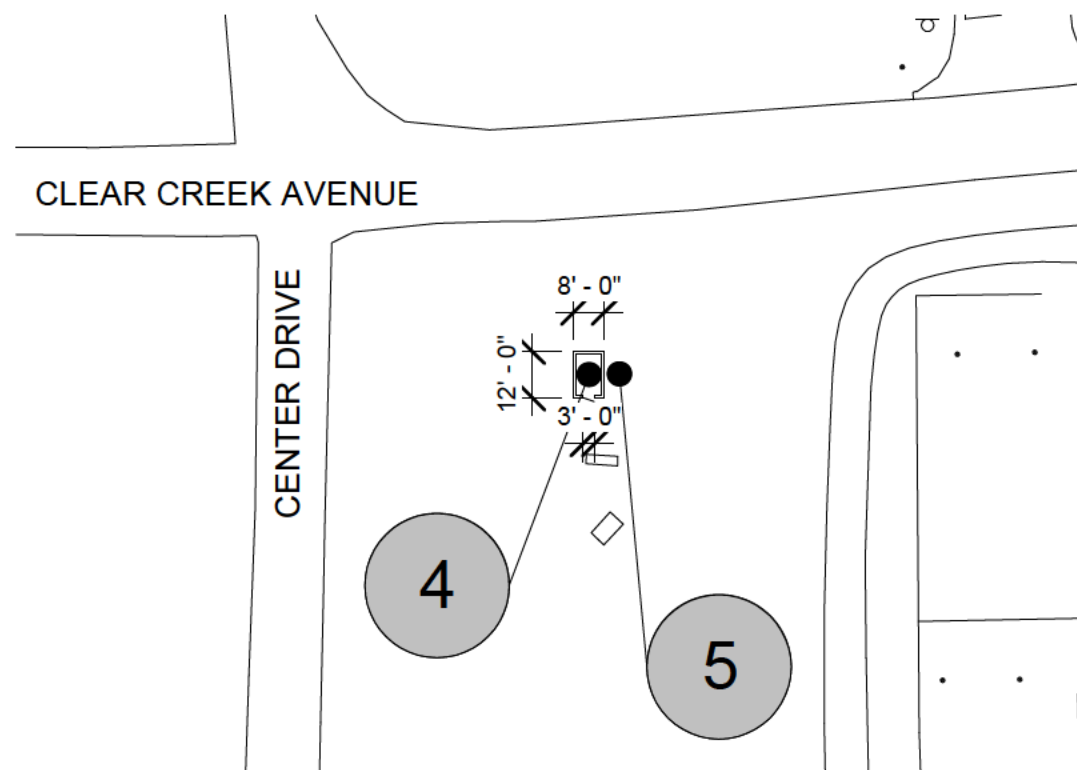 CLEAR CREEK AVENUE
CENTER DRIVE
8' - 0"
12' - 0"
3' - 0"
4
5